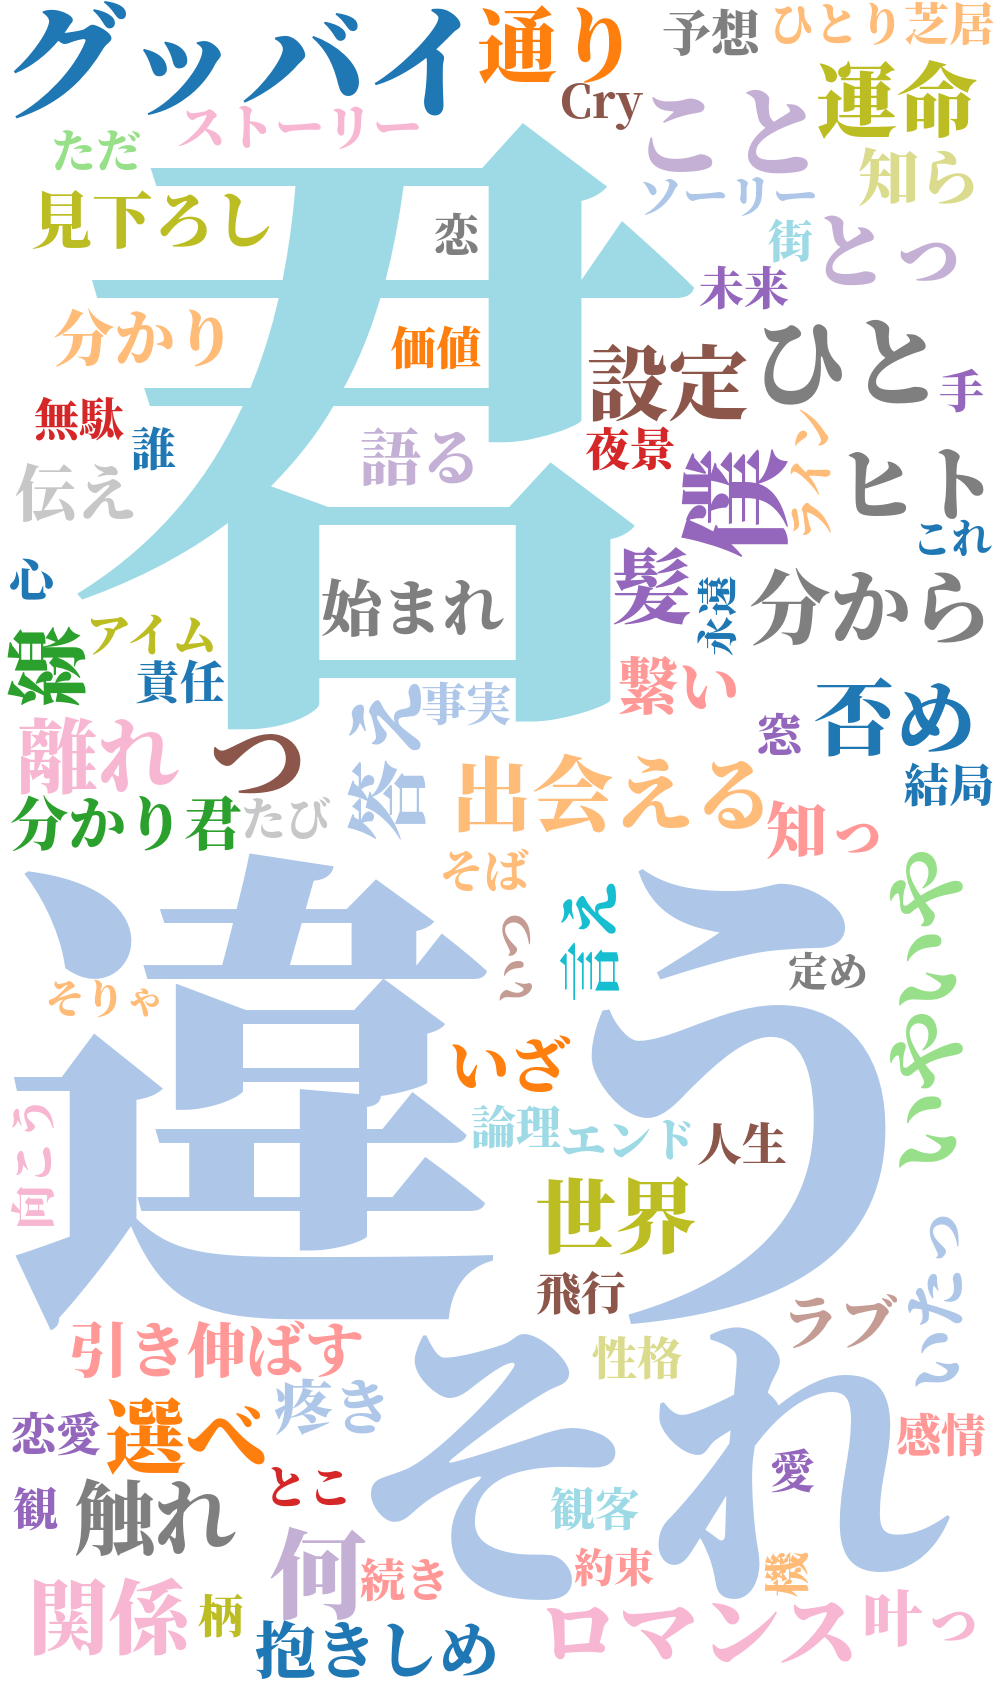 グッバイ
通り
予想
ひとり芝居
ストーリー
Cry
こと
運命
ただ
知ら
見下ろし
君
恋
ソーリー
街
とっ
未来
分かり
価値
設定
ひと
手
無駄
誰
語る
夜景
僕
ライン
ヒト
伝え
これ
心
始まれ
髪
永遠
分から
線
アイム
責任
事実
繋い
否め
窓
離れ
つ
答え
出会える
結局
分かり君
たび
知っ
違う
そば
てい
言え
いやいや
定め
そりゃ
いざ
向こう
論理
エンド
人生
世界
飛行
いたっ
ラブ
引き伸ばす
それ
性格
疼き
恋愛
選べ
感情
愛
とこ
観
触れ
観客
何
続き
約束
機
関係
柄
抱きしめ
ロマンス
叶っ